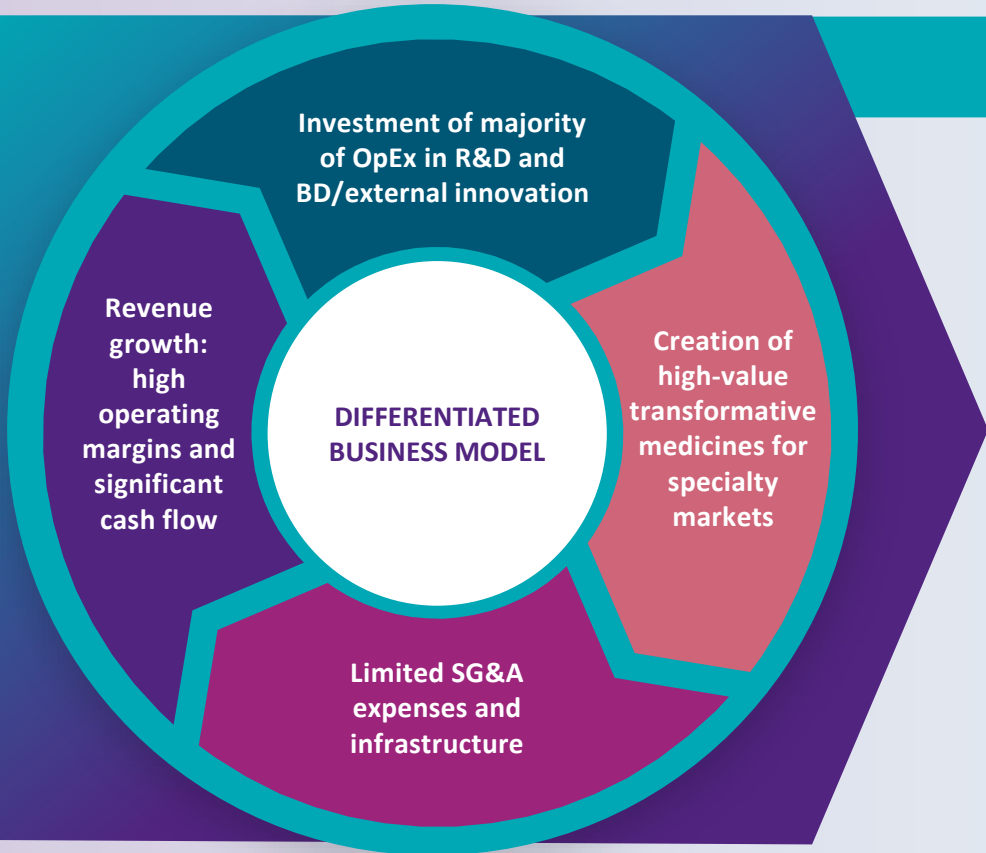 Investment of majority
of OpEx in R&D and
BD/external innovation
Creation of
high-value
transformative
medicines for
specialty
markets
Limited SG&A
expenses and
infrastructure
Revenue
growth:
high
operating
margins and
significant
cash flow
DIFFERENTIATED
BUSINESS MODEL